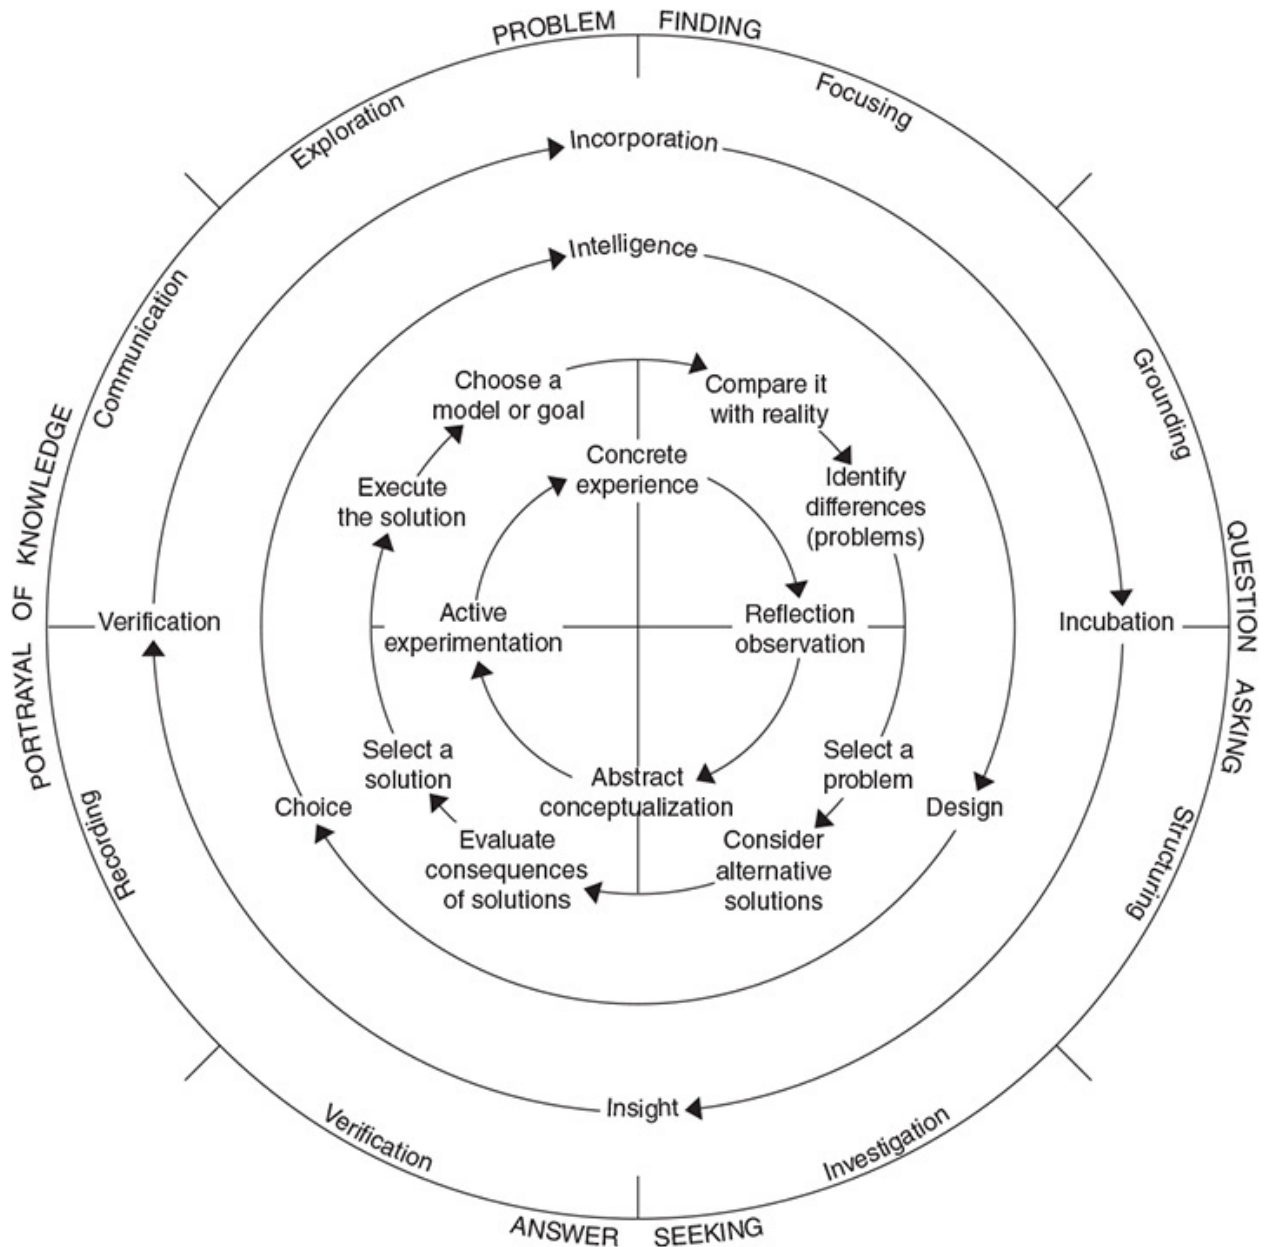 PROBLEM FINDING
Focusing
Exploration
Incorporation
Intelligence
Communication
Grounding
Choose a
model or goal
Compare it
with reality
Concrete
experience
Identify
differences
(problems)
Execute
the solution
PORTRAYAL OF KNOWLEDGE
QUESTION ASKING
Verification
Active
experimentation
Reflection
observation
Incubation
Select a
solution
Select a
problem
Abstract
conceptualization
Choice
Design
Recording
Structuring
Evaluate
consequences
of solutions
Consider
alternative
solutions
Insight
Verification
Investigation
ANSWER SEEKING